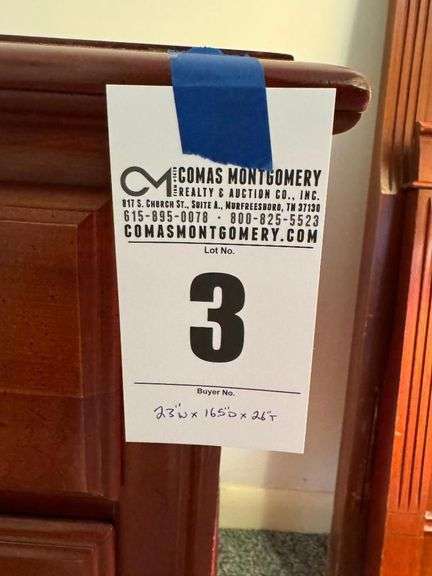 CM COMAS MONTGOMERY
REALTY & AUCTION CO., INC.
817 S. CHURCH ST., SUITE A., MURFREESBORO, TN 37130
615-895-0078 • 800-825-5523
COMASMONTGOMERY.COM
Lot No.
3
Buyer No.
23"W x 16.5"D x 26"T